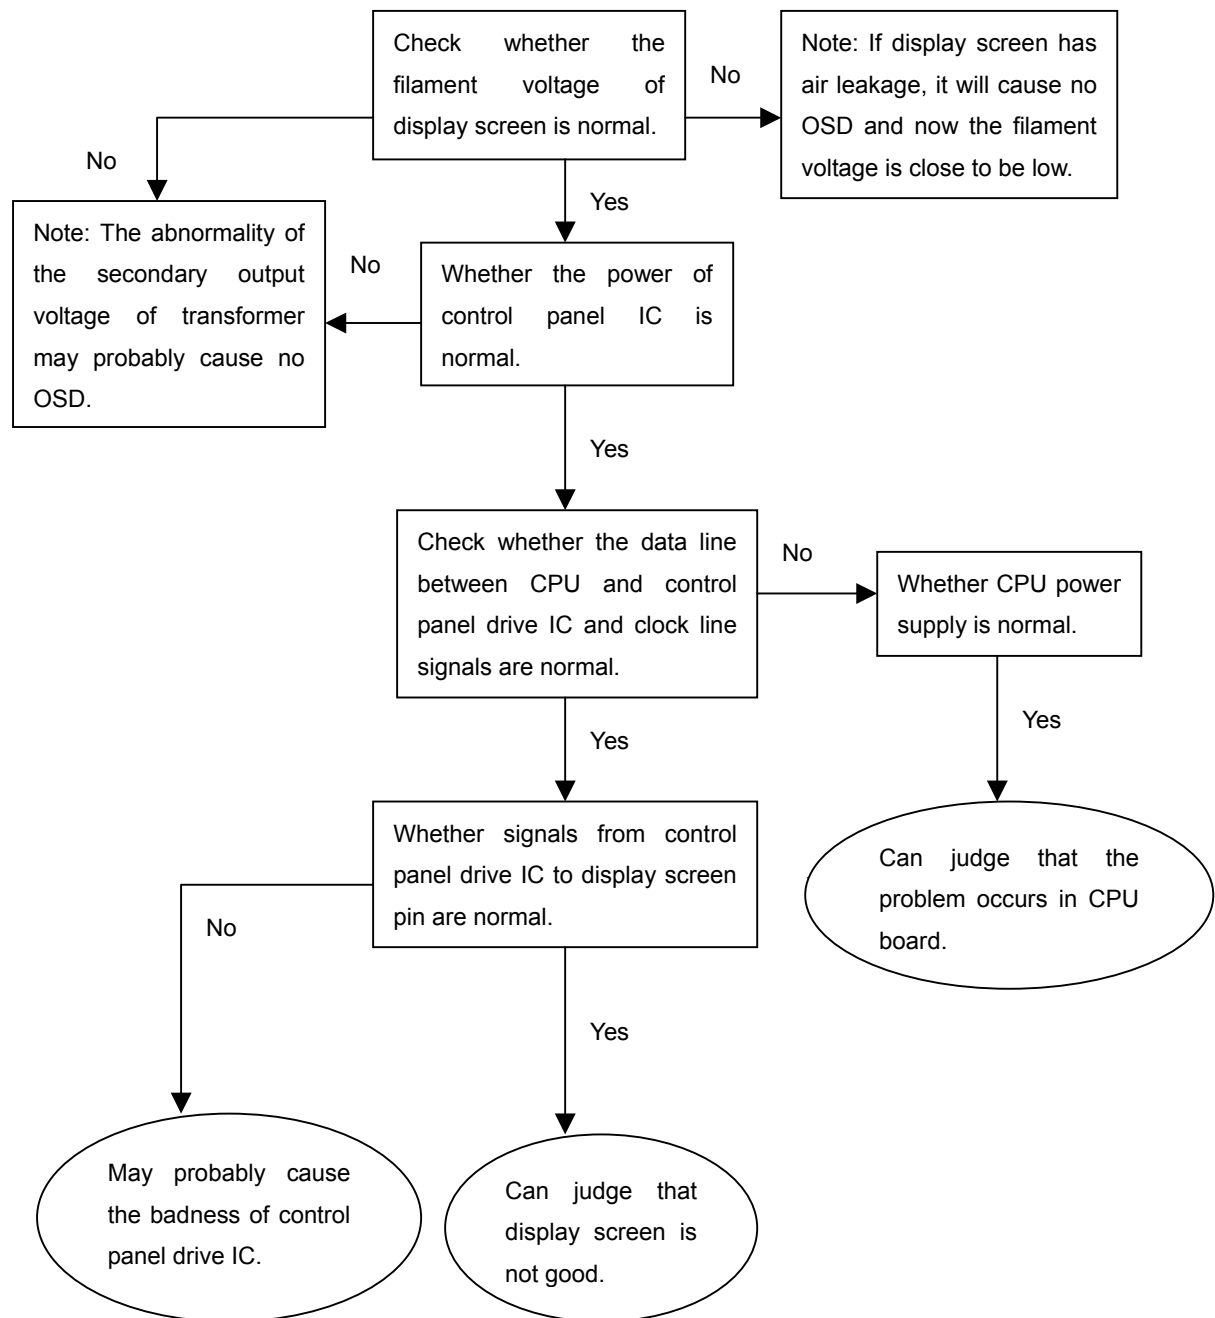 Check whether the
filament voltage of
display screen is normal.
No
Note: If display screen has
air leakage, it will cause no
OSD and now the filament
voltage is close to be low.
No
Yes
Note: The abnormality of
the secondary output
voltage of transformer
may probably cause no
OSD.
No
Whether the power of
control panel IC is
normal.
Yes
Check whether the data line
between CPU and control
panel drive IC and clock line
signals are normal.
No
Whether CPU power
supply is normal.
Yes
Yes
Whether signals from control
panel drive IC to display screen
pin are normal.
Can judge that the
problem occurs in CPU
board.
No
Yes
May probably cause
the badness of control
panel drive IC.
Can judge that
display screen is
not good.